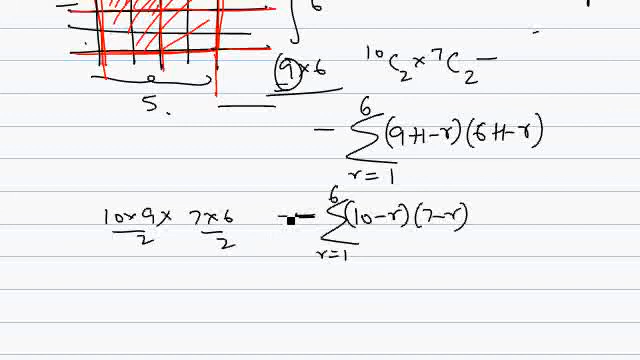 6
9×6 ¹⁰C₂ × ⁷C₂ −
5.
− ∑_{r=1}^{6} (9+1−r)(6+1−r)
10×9/2 × 7×6/2 − ∑_{r=1}^{6} (10−r)(7−r)